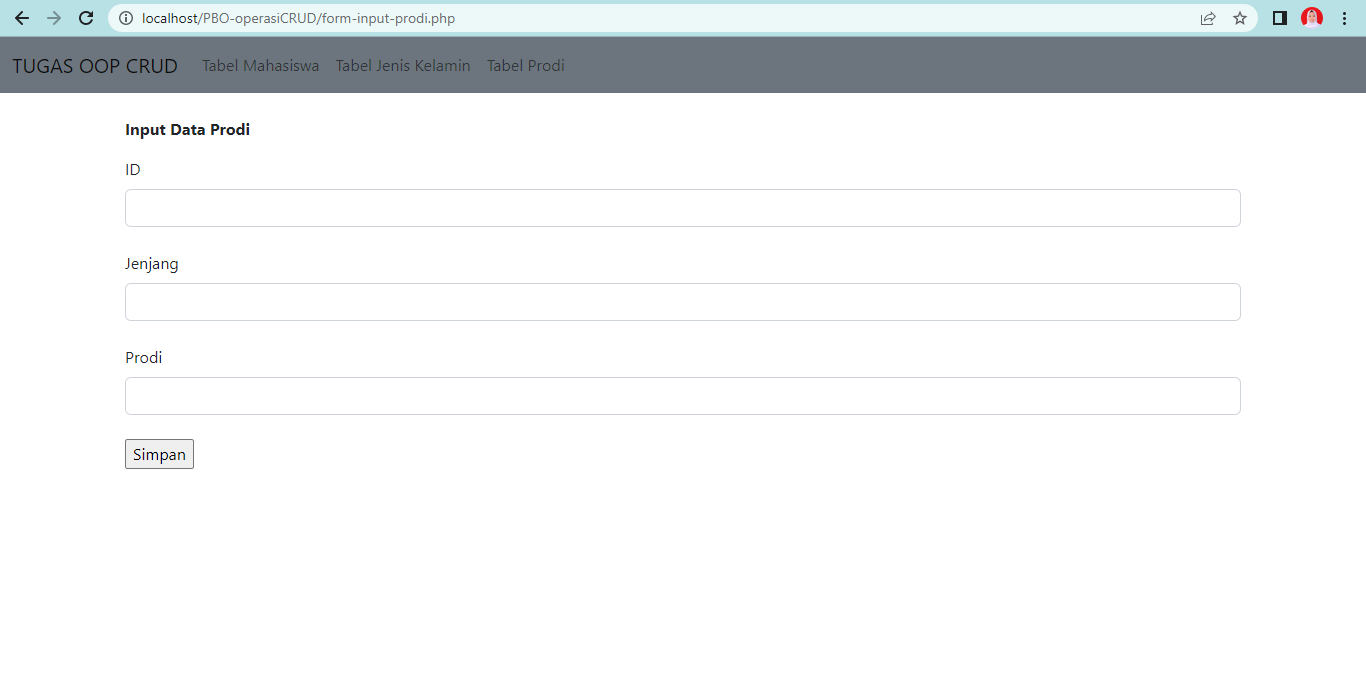 localhost/PBO-operasiCRUD/form-input-prodi.php
TUGAS OOP CRUD Tabel Mahasiswa Tabel Jenis Kelamin Tabel Prodi
Input Data Prodi
ID
Jenjang
Prodi
Simpan